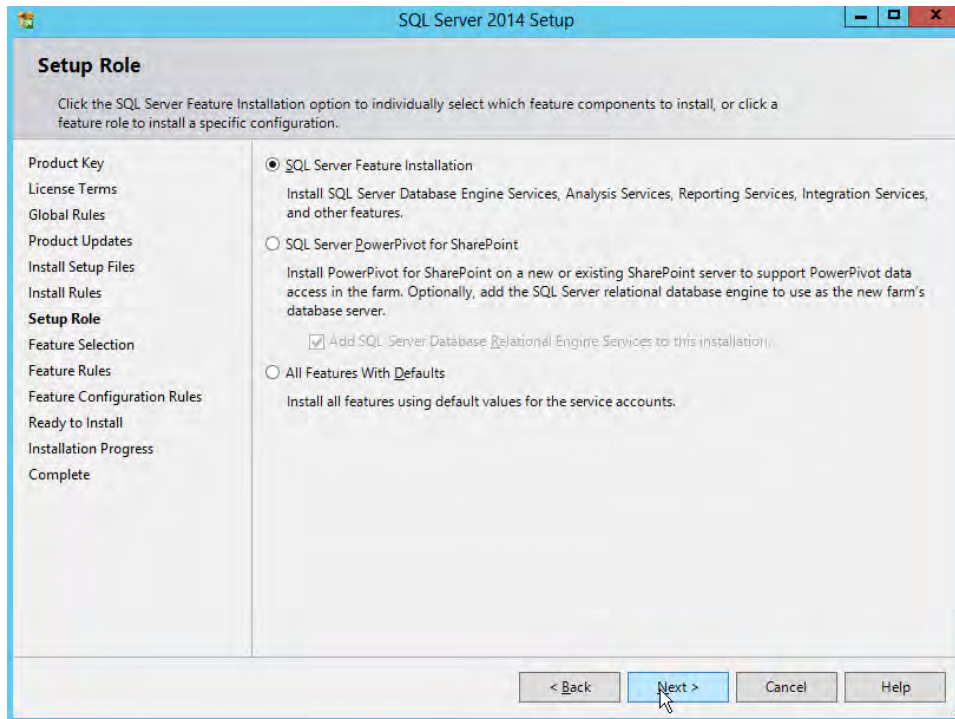 SQL Server 2014 Setup
Setup Role
Click the SQL Server Feature Installation option to individually select which feature components to install, or click a
feature role to install a specific configuration.
Product Key
License Terms
Global Rules
Product Updates
Install Setup Files
Install Rules
Setup Role
Feature Selection
Feature Rules
Feature Configuration Rules
Ready to Install
Installation Progress
Complete
SQL Server Feature Installation
Install SQL Server Database Engine Services, Analysis Services, Reporting Services, Integration Services,
and other features.
SQL Server PowerPivot for SharePoint
Install PowerPivot for SharePoint on a new or existing SharePoint server to support PowerPivot data
access in the farm. Optionally, add the SQL Server relational database engine to use as the new farm's
database server.
Add SQL Server Database Relational Engine Services to this installation.
All Features With Defaults
Install all features using default values for the service accounts.
< Back
Next >
Cancel
Help